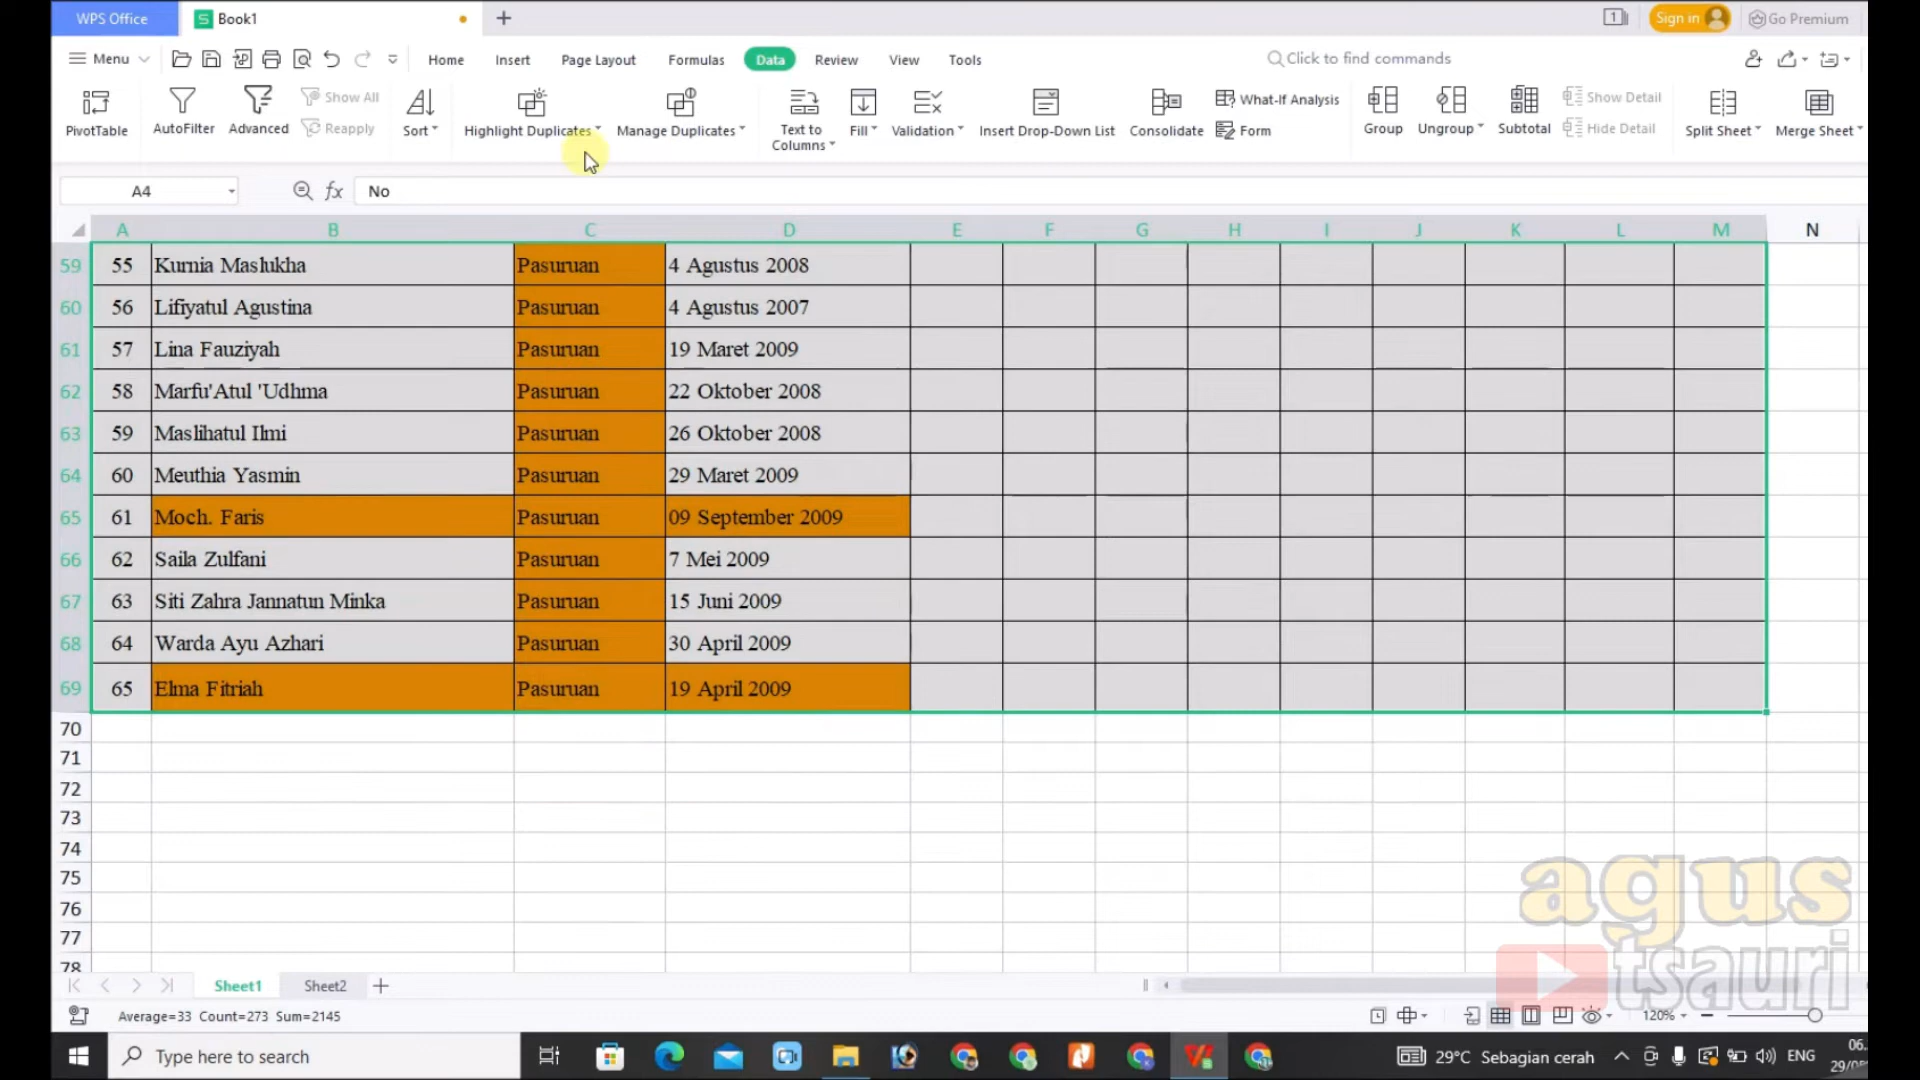 WPS Office
S Book1
1
Sign in
Go Premium
Menu
Home
Insert
Page Layout
Formulas
Data
Review
View
Tools
Click to find commands
PivotTable
AutoFilter
Advanced
Show All
Reapply
Sort
Highlight Duplicates
Manage Duplicates
Text to Columns
Fill
Validation
Insert Drop-Down List
Consolidate
What-If Analysis
Form
Group
Ungroup
Subtotal
Show Detail
Hide Detail
Split Sheet
Merge Sheet
A4
fx
No
A B C D E F G H I J K L M N
59 55 Kurnia Maslukha Pasuruan 4 Agustus 2008
60 56 Lifiyatul Agustina Pasuruan 4 Agustus 2007
61 57 Lina Fauziyah Pasuruan 19 Maret 2009
62 58 Marfu'Atul 'Udhma Pasuruan 22 Oktober 2008
63 59 Maslihatul Ilmi Pasuruan 26 Oktober 2008
64 60 Meuthia Yasmin Pasuruan 29 Maret 2009
65 61 Moch. Faris Pasuruan 09 September 2009
66 62 Saila Zulfani Pasuruan 7 Mei 2009
67 63 Siti Zahra Jannatun Minka Pasuruan 15 Juni 2009
68 64 Warda Ayu Azhari Pasuruan 30 April 2009
69 65 Elma Fitriah Pasuruan 19 April 2009
70
71
72
73
74
75
76
77
78
agus
tsauri
Sheet1
Sheet2
Average=33 Count=273 Sum=2145
120%
Type here to search
29°C Sebagian cerah
ENG
06.
29/0